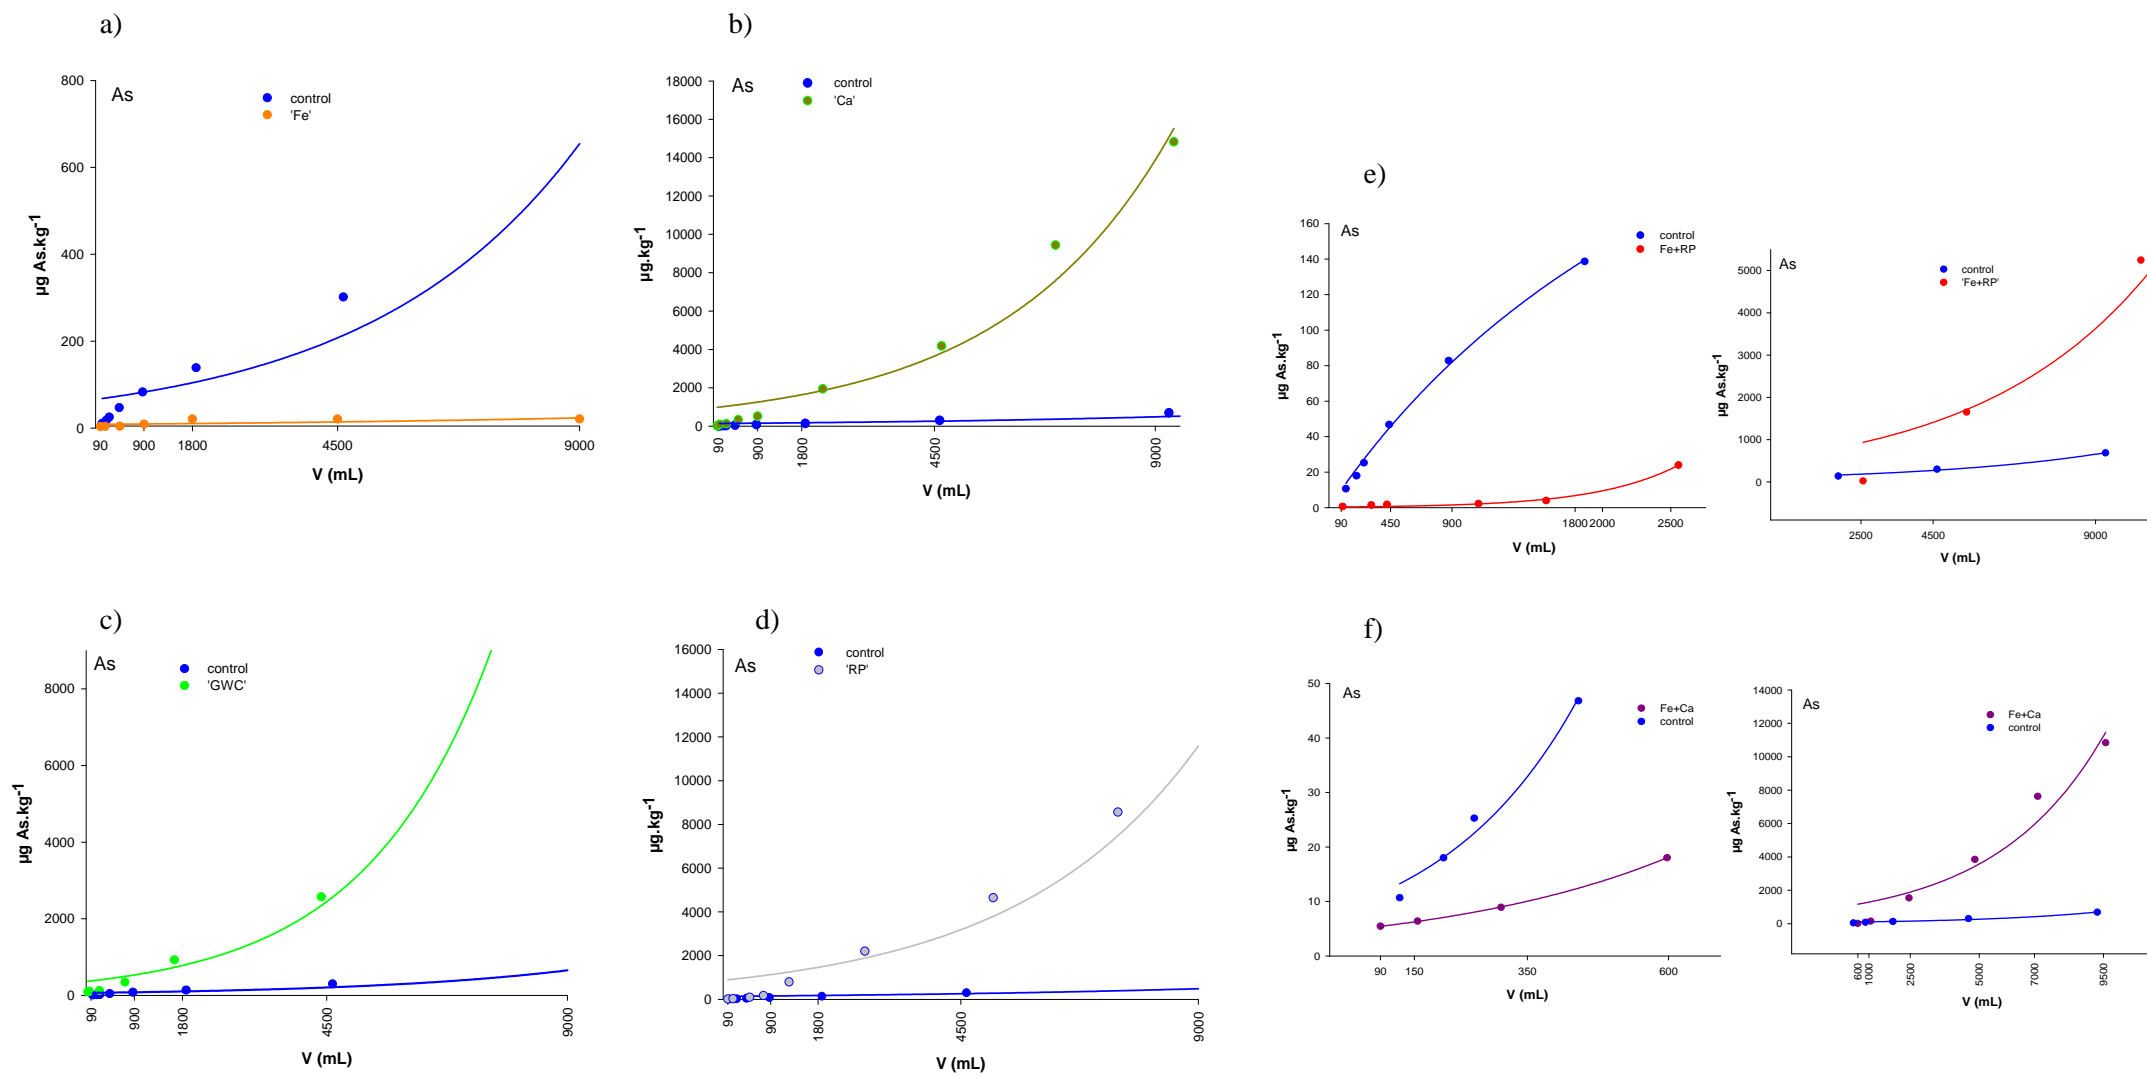 a)
As
control
'Fe'
800
600
400
200
0
µg As.kg-1
90 900 1800 4500 9000
V (mL)
b)
As
control
'Ca'
18000
16000
14000
12000
10000
8000
6000
4000
2000
0
µg.kg-1
90 900 1800 4500 9000
V (mL)
c)
As
control
'GWC'
8000
6000
4000
2000
0
µg As.kg-1
90 900 1800 4500 9000
V (mL)
d)
As
control
'RP'
16000
14000
12000
10000
8000
6000
4000
2000
0
µg.kg-1
90 900 1800 4500 9000
V (mL)
e)
As
control
Fe+RP
160
140
120
100
80
60
40
20
0
µg As.kg-1
90 450 900 1800 2000 2500
V (mL)
As
control
'Fe+RP'
5000
4000
3000
2000
1000
0
µg As.kg-1
2500 4500 9000
V (mL)
f)
As
Fe+Ca
control
50
40
30
20
10
0
µg As.kg-1
90 150 350 600
V (mL)
As
Fe+Ca
control
14000
12000
10000
8000
6000
4000
2000
0
µg As.kg-1
600 1000 2500 5000 7000 9500
V (mL)